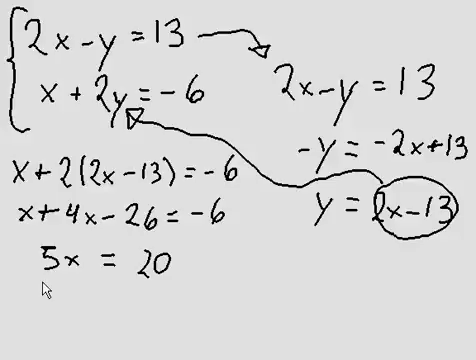 2x - y = 13
x + 2y = -6
2x - y = 13
-y = -2x + 13
y = 2x - 13
x + 2(2x - 13) = -6
x + 4x - 26 = -6
5x = 20